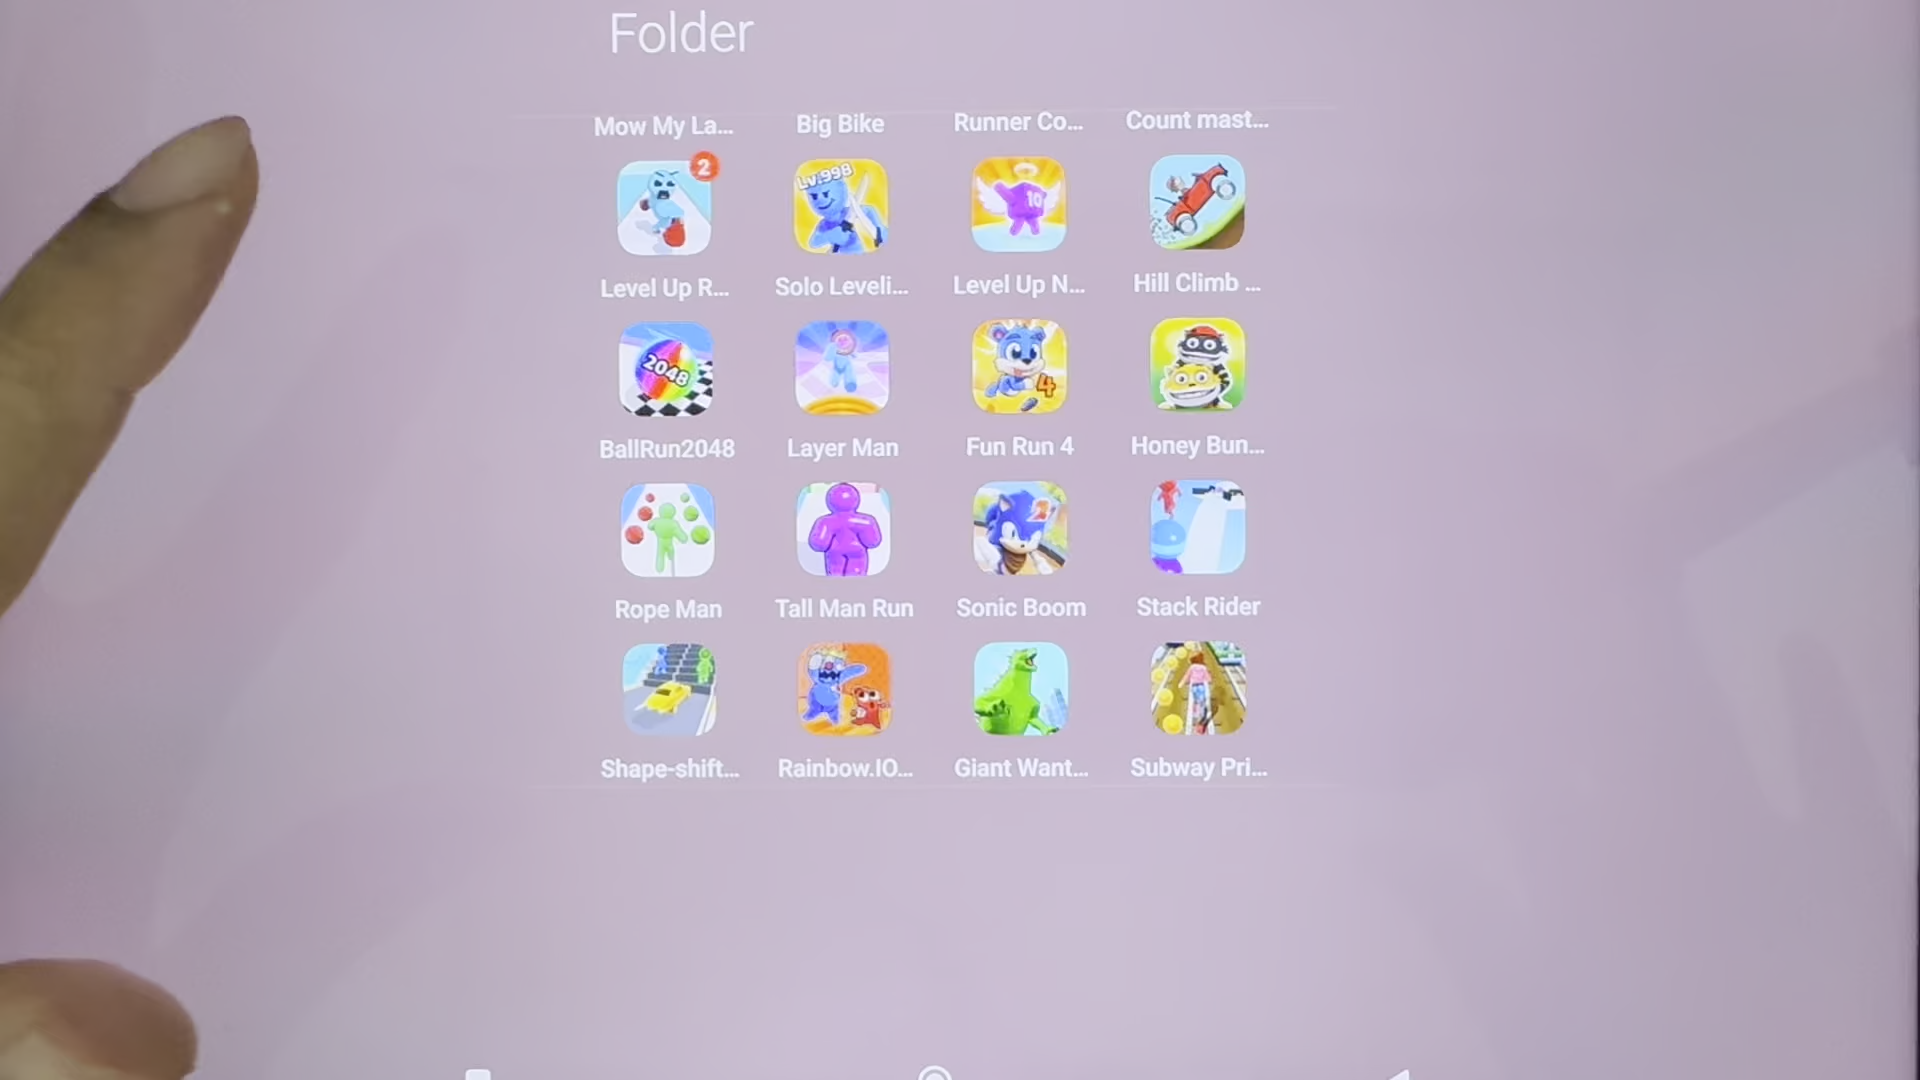 Folder
Mow My La... Big Bike Runner Co... Count mast...
2 Lv.998 10
Level Up R... Solo Leveli... Level Up N... Hill Climb ...
2048 4
BallRun2048 Layer Man Fun Run 4 Honey Bun...
2
Rope Man Tall Man Run Sonic Boom Stack Rider
Shape-shift... Rainbow.IO... Giant Want... Subway Pri...